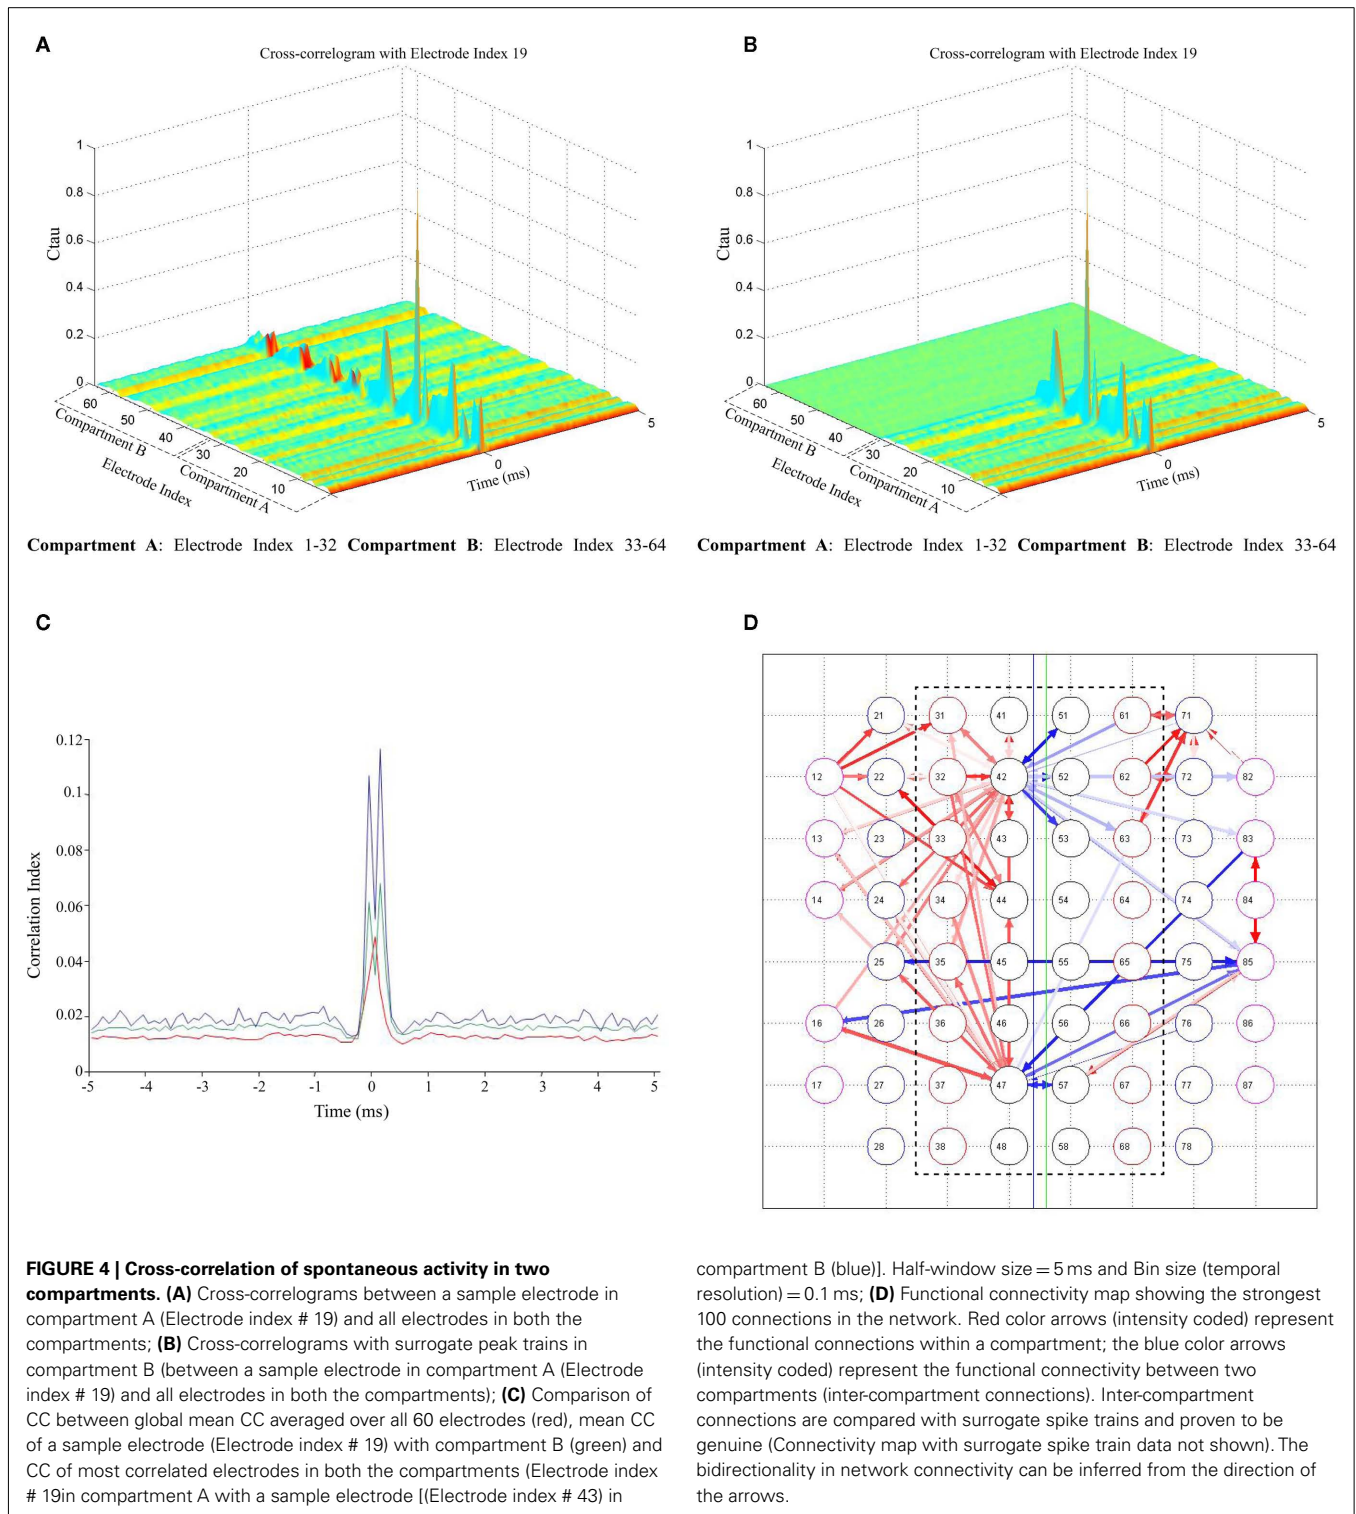 A
Cross-correlogram with Electrode Index 19
1
0.8
0.6
0.4
0.2
0
Ctau
60
50
40
30
20
10
Compartment B
Compartment A
Electrode Index
0
5
Time (ms)
Compartment A: Electrode Index 1-32 Compartment B: Electrode Index 33-64
B
Cross-correlogram with Electrode Index 19
1
0.8
0.6
0.4
0.2
0
Ctau
60
50
40
30
20
10
Compartment B
Compartment A
Electrode Index
0
5
Time (ms)
Compartment A: Electrode Index 1-32 Compartment B: Electrode Index 33-64
C
0.12
0.1
0.08
0.06
0.04
0.02
0
Correlation Index
-5 -4 -3 -2 -1 0 1 2 3 4 5
Time (ms)
D
21 31 41 51 61 71
12 22 32 42 52 62 72 82
13 23 33 43 53 63 73 83
14 24 34 44 54 64 74 84
25 35 45 55 65 75 85
16 26 36 46 56 66 76 86
17 27 37 47 57 67 77 87
28 38 48 58 68 78
FIGURE 4 | Cross-correlation of spontaneous activity in two
compartments. (A) Cross-correlograms between a sample electrode in
compartment A (Electrode index # 19) and all electrodes in both the
compartments; (B) Cross-correlograms with surrogate peak trains in
compartment B (between a sample electrode in compartment A (Electrode
index # 19) and all electrodes in both the compartments); (C) Comparison of
CC between global mean CC averaged over all 60 electrodes (red), mean CC
of a sample electrode (Electrode index # 19) with compartment B (green) and
CC of most correlated electrodes in both the compartments (Electrode index
# 19in compartment A with a sample electrode [(Electrode index # 43) in
compartment B (blue)]. Half-window size = 5 ms and Bin size (temporal
resolution) = 0.1 ms; (D) Functional connectivity map showing the strongest
100 connections in the network. Red color arrows (intensity coded) represent
the functional connections within a compartment; the blue color arrows
(intensity coded) represent the functional connectivity between two
compartments (inter-compartment connections). Inter-compartment
connections are compared with surrogate spike trains and proven to be
genuine (Connectivity map with surrogate spike train data not shown). The
bidirectionality in network connectivity can be inferred from the direction of
the arrows.